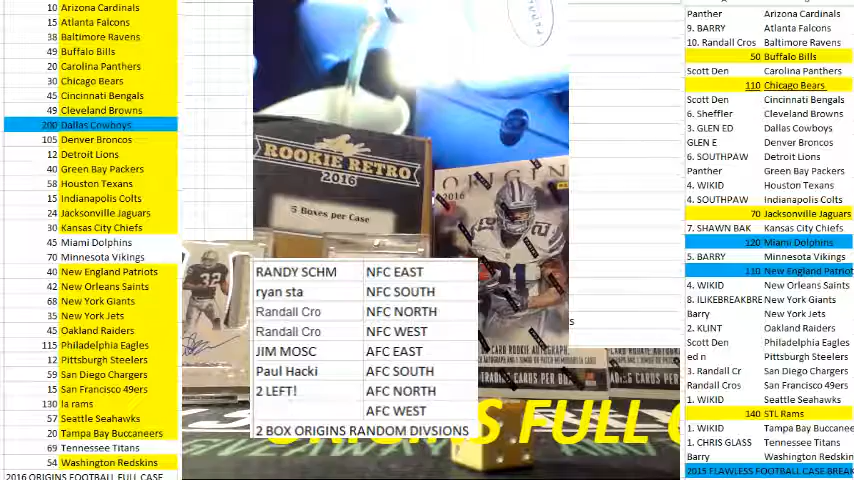 10 Arizona Cardinals
15 Atlanta Falcons
38 Baltimore Ravens
49 Buffalo Bills
20 Carolina Panthers
30 Chicago Bears
45 Cincinnati Bengals
49 Cleveland Browns
200 Dallas Cowboys
105 Denver Broncos
12 Detroit Lions
40 Green Bay Packers
58 Houston Texans
15 Indianapolis Colts
24 Jacksonville Jaguars
30 Kansas City Chiefs
45 Miami Dolphins
70 Minnesota Vikings
40 New England Patriots
42 New Orleans Saints
68 New York Giants
35 New York Jets
45 Oakland Raiders
115 Philadelphia Eagles
12 Pittsburgh Steelers
59 San Diego Chargers
15 San Francisco 49ers
130 la rams
57 Seattle Seahawks
20 Tampa Bay Buccaneers
69 Tennessee Titans
54 Washington Redskins
2016 ORIGINS FOOTBALL FULL CASE
ROOKIE RETRO
2016
5 Boxes per Case
ORIGINS
2016
21
32
RANDY SCHM NFC EAST
ryan sta NFC SOUTH
Randall Cro NFC NORTH
Randall Cro NFC WEST
JIM MOSC AFC EAST
Paul Hacki AFC SOUTH
2 LEFT! AFC NORTH
AFC WEST
2 BOX ORIGINS RANDOM DIVSIONS
ORIGINS FULL
GIVEAWAY
Panther Arizona Cardinals
9. BARRY Atlanta Falcons
10. Randall Cros Baltimore Ravens
50 Buffalo Bills
Scott Den Carolina Panthers
110 Chicago Bears
Scott Den Cincinnati Bengals
6. Sheffler Cleveland Browns
3. GLEN ED Dallas Cowboys
GLEN E Denver Broncos
6. SOUTHPAW Detroit Lions
Panther Green Bay Packers
4. WIKID Houston Texans
4. SOUTHPAW Indianapolis Colts
70 Jacksonville Jaguars
7. SHAWN BAK Kansas City Chiefs
120 Miami Dolphins
5. BARRY Minnesota Vikings
110 New England Patriot
4. WIKID New Orleans Saints
8. ILIKEBREAKBRE New York Giants
Barry New York Jets
2. KLINT Oakland Raiders
Scott Den Philadelphia Eagles
ed n Pittsburgh Steelers
3. Randall Cr San Diego Chargers
Randall Cros San Francisco 49ers
1. WIKID Seattle Seahawks
140 STL Rams
1. WIKID Tampa Bay Buccanee
1. CHRIS GLASS Tennessee Titans
Barry Washington Redskins
2015 FLAWLESS FOOTBALL CASE BREAK